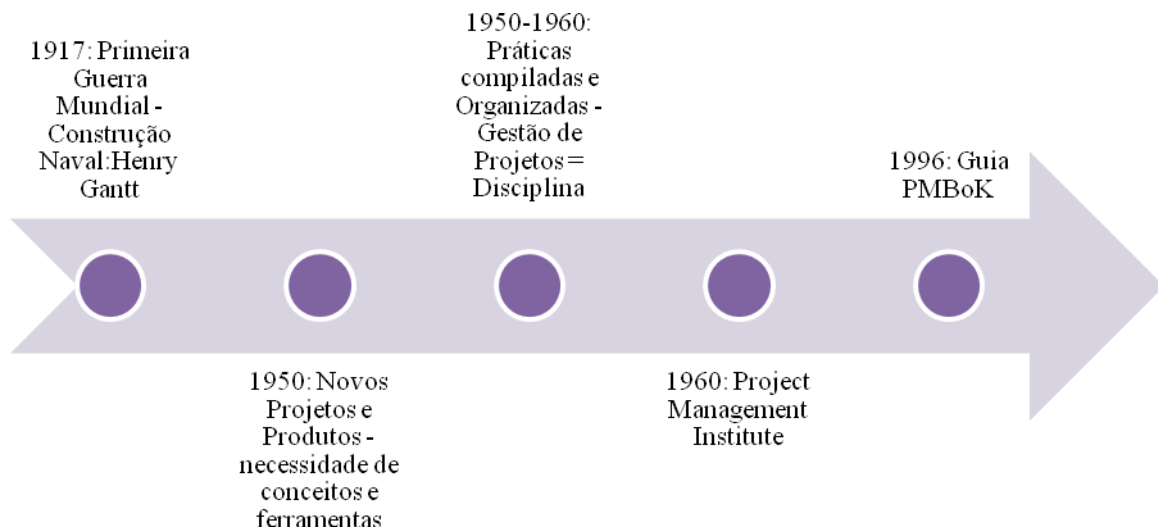 1917: Primeira
Guerra
Mundial -
Construção
Naval:Henry
Gantt
1950: Novos
Projetos e
Produtos -
necessidade de
conceitos e
ferramentas
1950-1960:
Práticas
compiladas e
Organizadas -
Gestão de
Projetos =
Disciplina
1960: Project
Management
Institute
1996: Guia
PMBoK